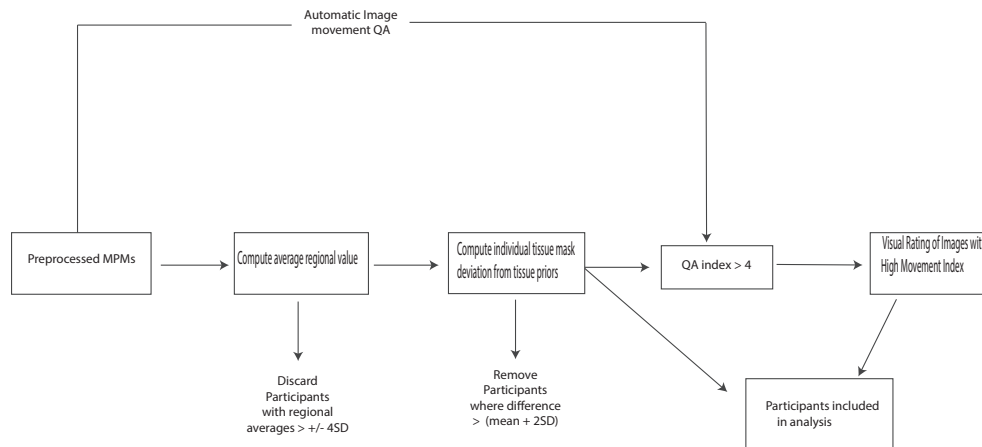 Automatic Image
movement QA
Preprocessed MPMs
Compute average regional value
Compute individual tissue mask
deviation from tissue priors
QA index > 4
Visual Rating of Images wit
High Movement Index
Discard
Participants
with regional
averages > +/- 4SD
Remove
Participants
where difference
> (mean + 2SD)
Participants included
in analysis